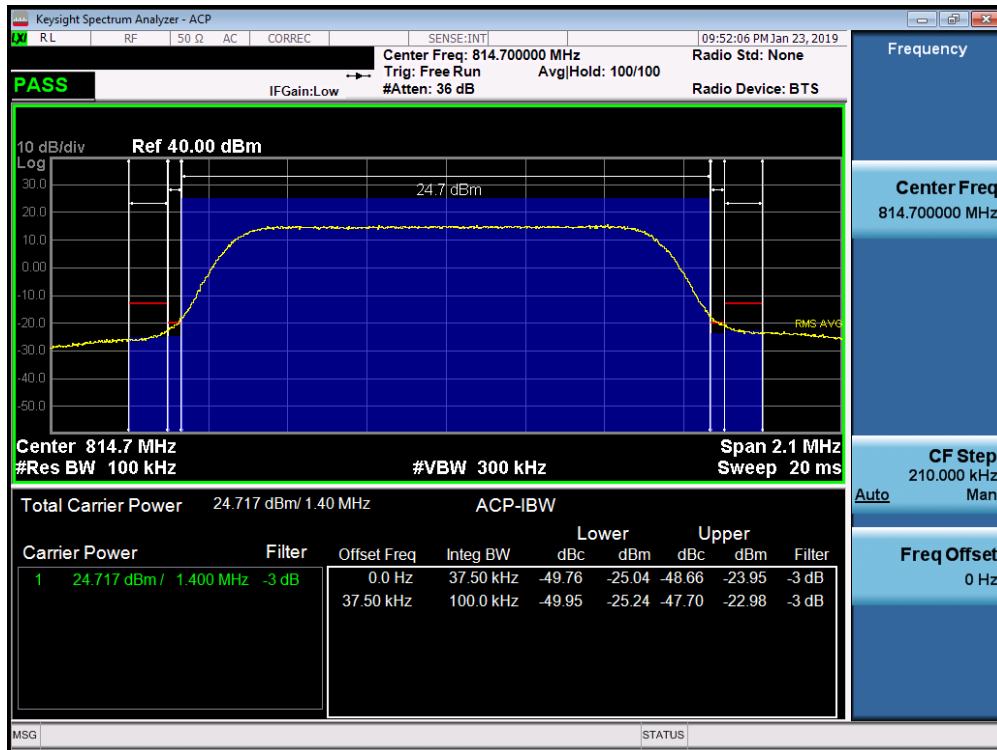 Keysight Spectrum Analyzer - ACP
LXI RL RF 50 Ω AC CORREC SENSE:INT 09:52:06 PM Jan 23, 2019
Center Freq: 814.700000 MHz Radio Std: None
Trig: Free Run Avg|Hold: 100/100
PASS IFGain:Low #Atten: 36 dB Radio Device: BTS
10 dB/div Ref 40.00 dBm
Log
30.0
24.7 dBm
20.0
10.0
0.00
-10.0
-20.0
RMS AVG
-30.0
-40.0
-50.0
Center 814.7 MHz Span 2.1 MHz
#Res BW 100 kHz #VBW 300 kHz Sweep 20 ms
Total Carrier Power 24.717 dBm/ 1.40 MHz ACP-IBW
Lower Upper
Carrier Power Filter Offset Freq Integ BW dBc dBm dBc dBm Filter
1 24.717 dBm / 1.400 MHz -3 dB 0.0 Hz 37.50 kHz -49.76 -25.04 -48.66 -23.95 -3 dB
37.50 kHz 100.0 kHz -49.95 -25.24 -47.70 -22.98 -3 dB
MSG STATUS
Frequency
Center Freq
814.700000 MHz
CF Step
210.000 kHz
Auto Man
Freq Offset
0 Hz